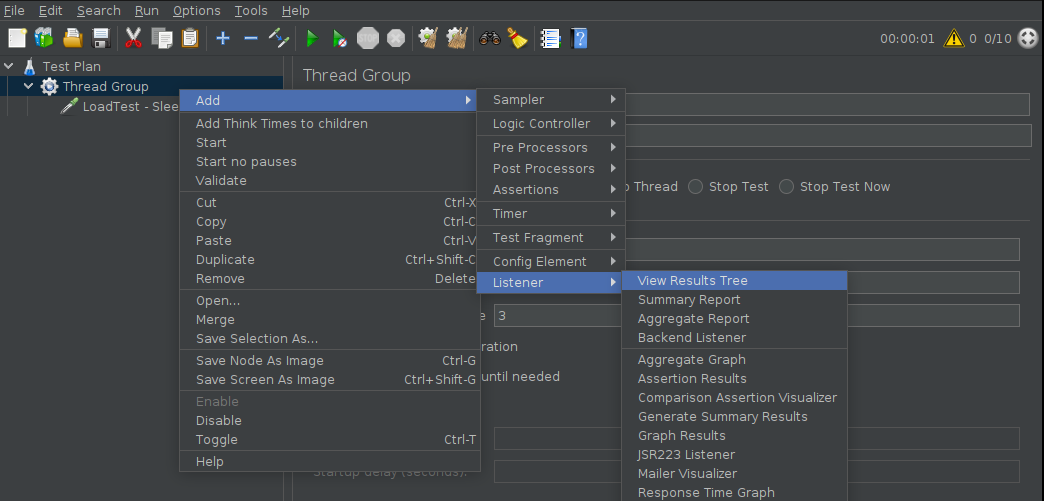 File Edit Search Run Options Tools Help
STOP 00:00:01 0 0/10
Test Plan
Thread Group
LoadTest - Slee
Thread Group
Add
Add Think Times to children
Start
Start no pauses
Validate
Cut Ctrl-X
Copy Ctrl-C
Paste Ctrl-V
Duplicate Ctrl+Shift-C
Remove Delete
Open...
Merge
Save Selection As...
Save Node As Image Ctrl-G
Save Screen As Image Ctrl+Shift-G
Enable
Disable
Toggle Ctrl-T
Help
Sampler
Logic Controller
Pre Processors
Post Processors
Assertions
Timer
Test Fragment
Config Element
Listener
View Results Tree
Summary Report
Aggregate Report
Backend Listener
Aggregate Graph
Assertion Results
Comparison Assertion Visualizer
Generate Summary Results
Graph Results
JSR223 Listener
Mailer Visualizer
Response Time Graph
p Thread Stop Test Stop Test Now
e 3
ration
until needed
Startup delay (seconds):